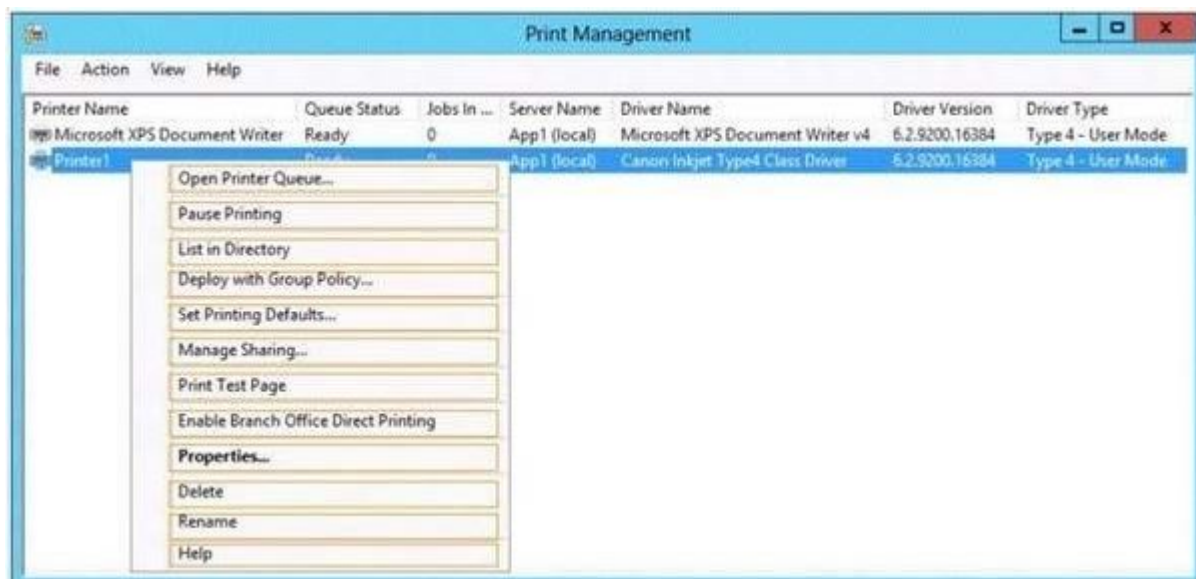 Print Management
File Action View Help
Printer Name Queue Status Jobs In ... Server Name Driver Name Driver Version Driver Type
Microsoft XPS Document Writer Ready 0 App1 (local) Microsoft XPS Document Writer v4 6.2.9200.16384 Type 4 - User Mode
Printer1 Ready 0 App1 (local) Canon Inkjet Type4 Class Driver 6.2.9200.16384 Type 4 - User Mode
Open Printer Queue...
Pause Printing
List in Directory
Deploy with Group Policy...
Set Printing Defaults...
Manage Sharing...
Print Test Page
Enable Branch Office Direct Printing
Properties...
Delete
Rename
Help